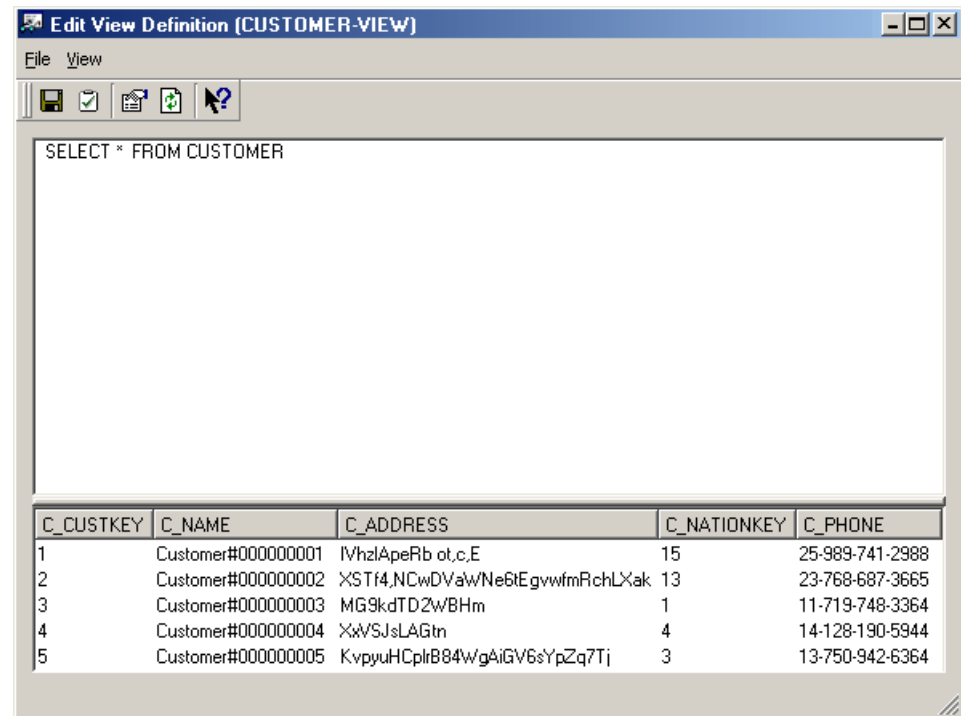 Edit View Definition (CUSTOMER-VIEW)
File View
SELECT * FROM CUSTOMER
C_CUSTKEY C_NAME C_ADDRESS C_NATIONKEY C_PHONE
1 Customer#000000001 IVhzIApeRb ot,c,E 15 25-989-741-2988
2 Customer#000000002 XSTf4,NCwDVaWNe6tEgvwfmRchLXak 13 23-768-687-3665
3 Customer#000000003 MG9kdTD2WBHm 1 11-719-748-3364
4 Customer#000000004 XxVSJsLAGtn 4 14-128-190-5944
5 Customer#000000005 KvpyuHCplrB84WgAiGV6sYpZq7Tj 3 13-750-942-6364